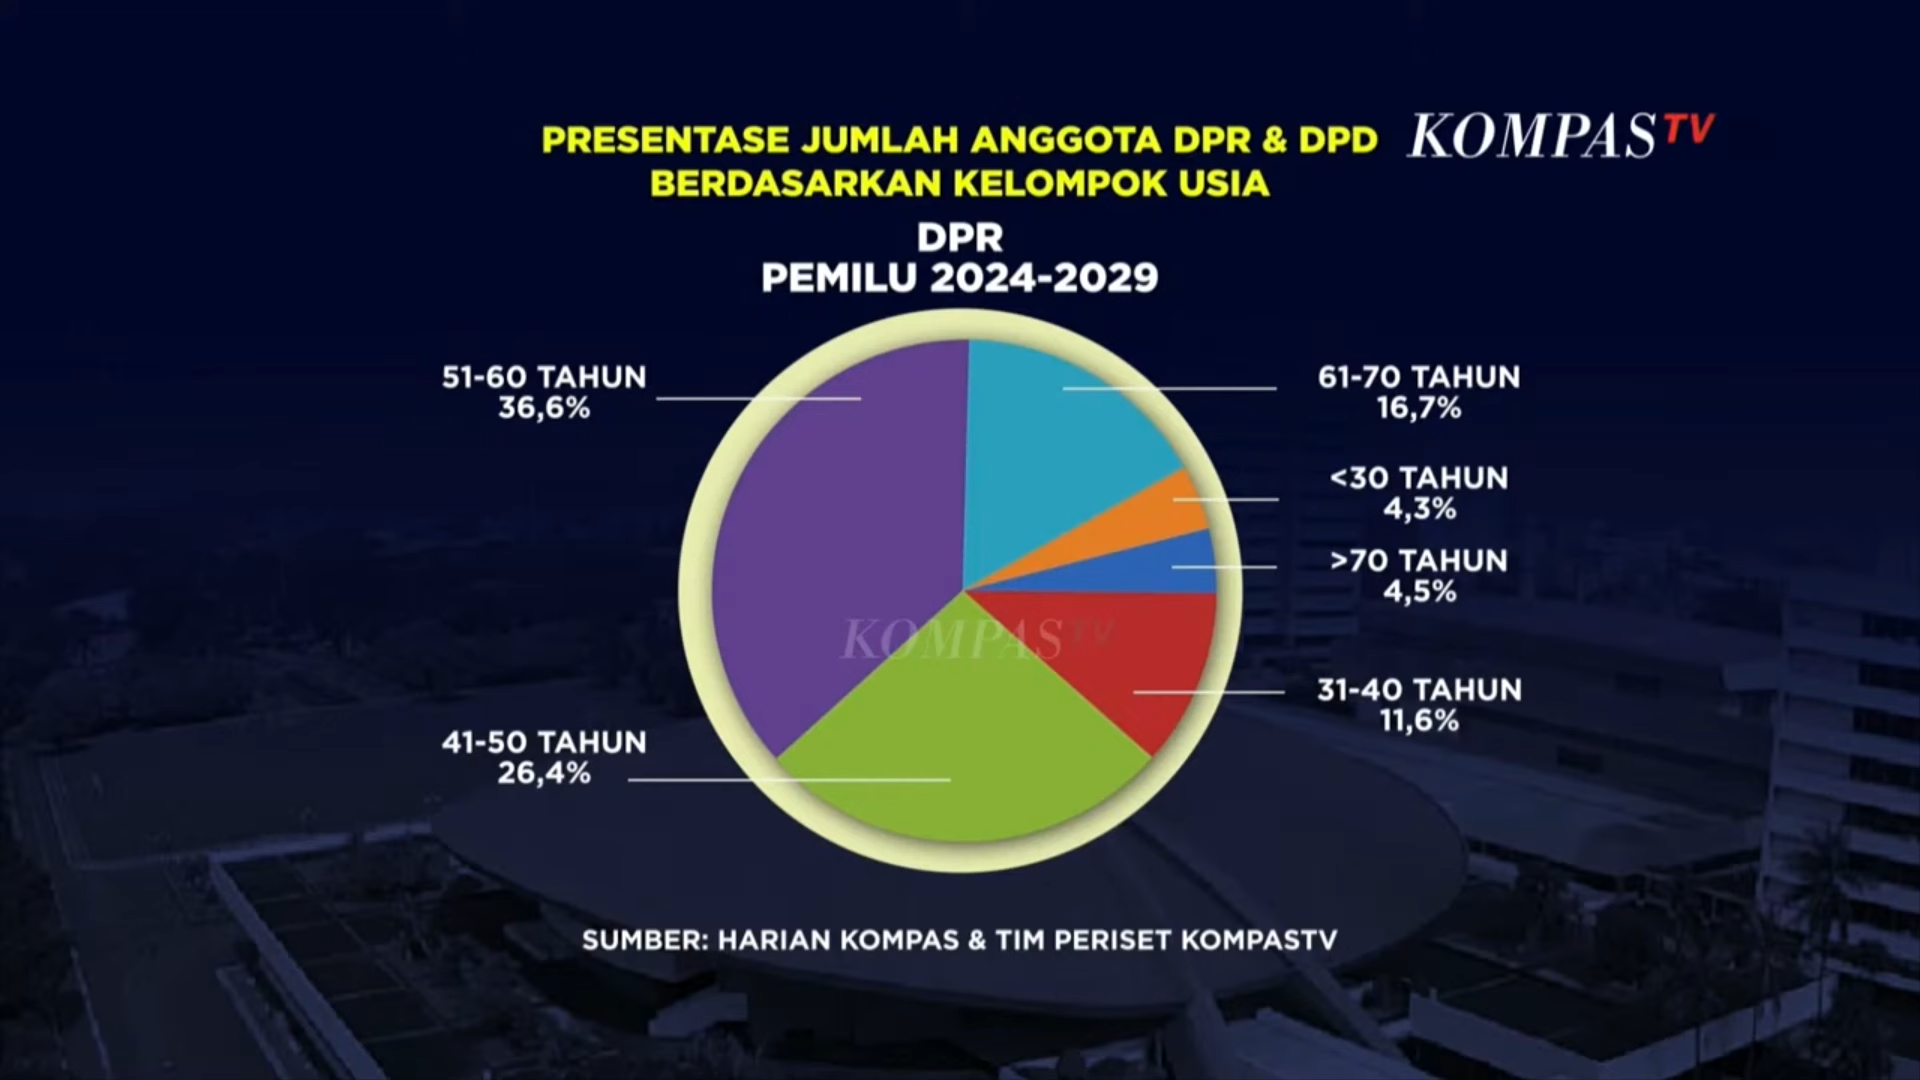 PRESENTASE JUMLAH ANGGOTA DPR & DPD
BERDASARKAN KELOMPOK USIA
KOMPASTV
DPR
PEMILU 2024-2029
51-60 TAHUN
36,6%
61-70 TAHUN
16,7%
<30 TAHUN
4,3%
>70 TAHUN
4,5%
31-40 TAHUN
11,6%
41-50 TAHUN
26,4%
KOMPASTV
SUMBER: HARIAN KOMPAS & TIM PERISET KOMPASTV